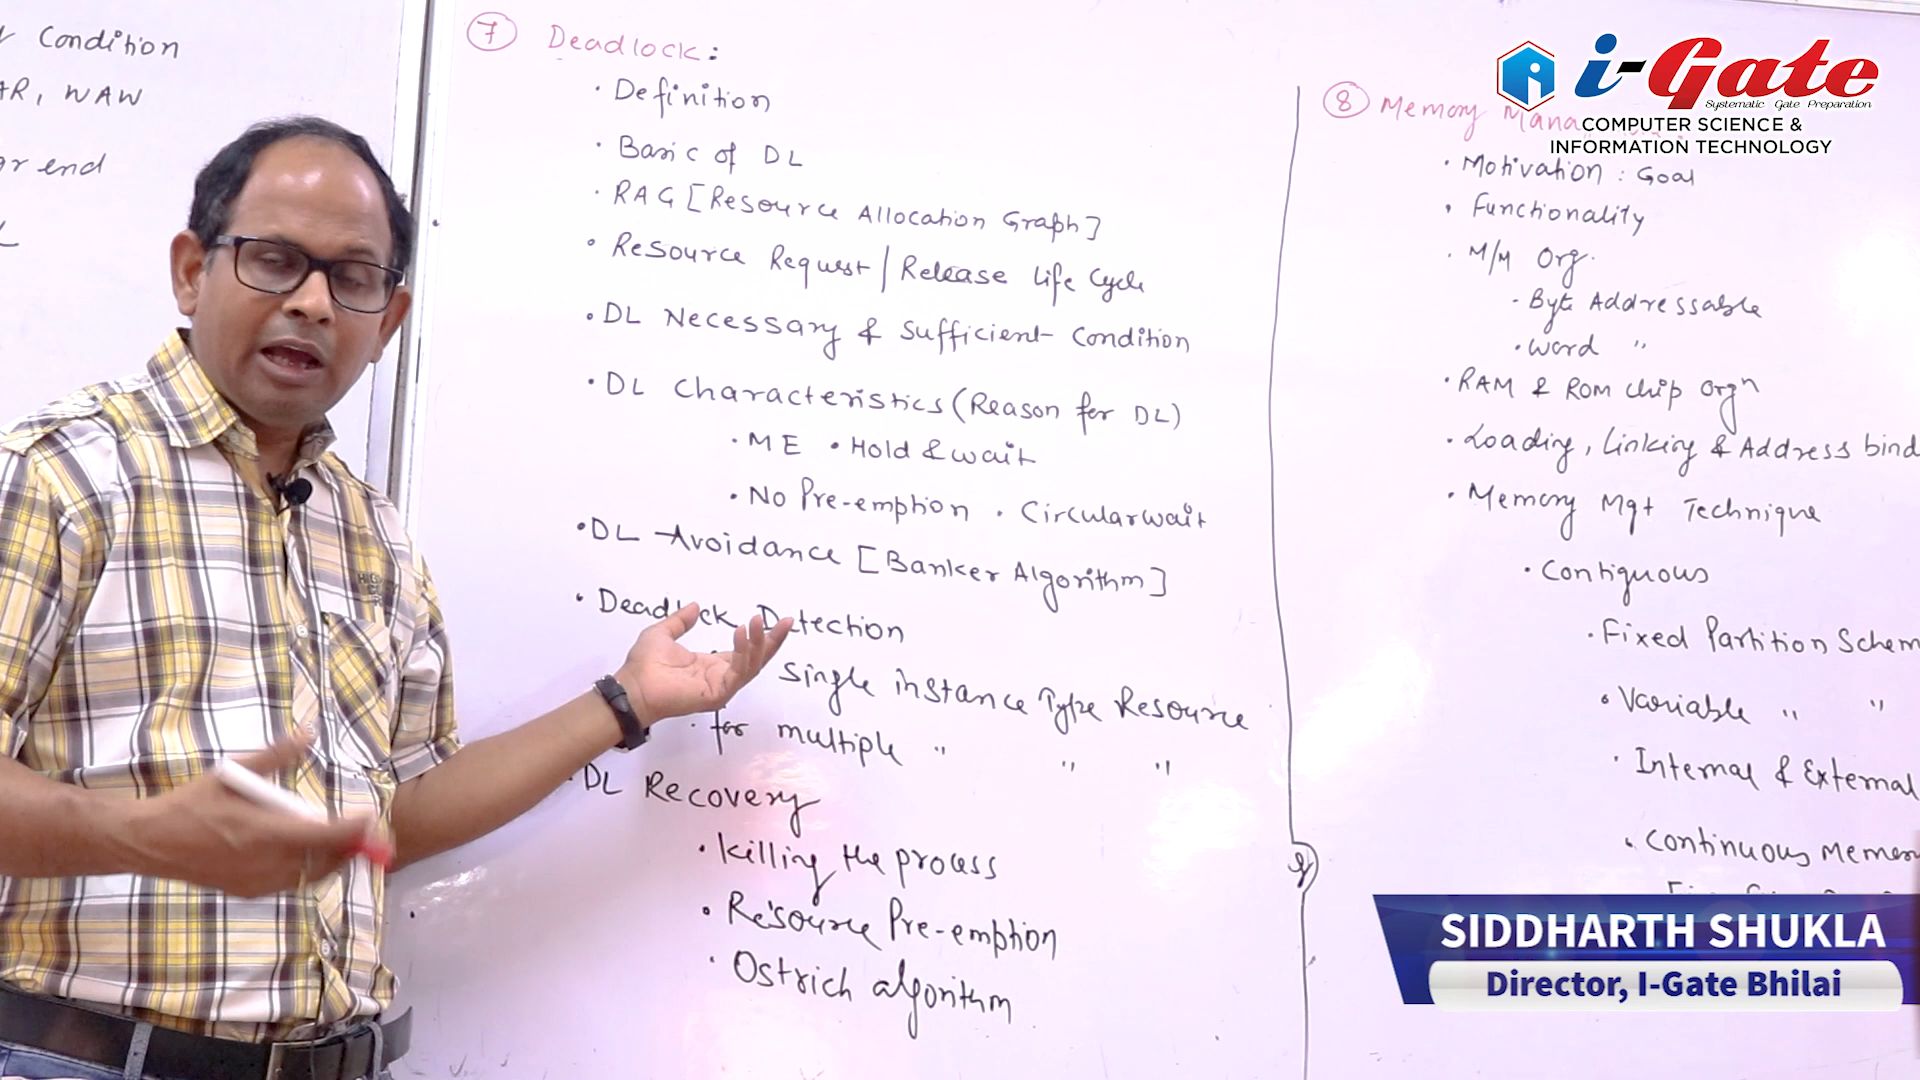 Condition
AR, WAW
end
7 Deadlock:
· Definition
· Basic of DL
· RAG [Resource Allocation Graph]
· Resource Request / Release Life Cycle
· DL Necessary & Sufficient Condition
· DL Characteristics (Reason for DL)
· ME · Hold & wait
· No Pre-emption · Circular wait
· DL Avoidance [Banker Algorithm]
· Deadlock Detection
single instance Type Resource
· for multiple " " "
· DL Recovery
· Killing the process
· Resource Pre-emption
· Ostrich algorithm
i-Gate
Systematic Gate Preparation
COMPUTER SCIENCE &
INFORMATION TECHNOLOGY
8 Memory Mana
· Motivation : Goal
· Functionality
· M/M Org.
· Byte Addressable
· Word "
· RAM & ROM chip Orgn
· Loading, Linking & Address bind
· Memory Mgt Technique
· Contiguous
· Fixed Partition Schem
· Variable " "
· Internal & External
· Continuous Memor
SIDDHARTH SHUKLA
Director, I-Gate Bhilai